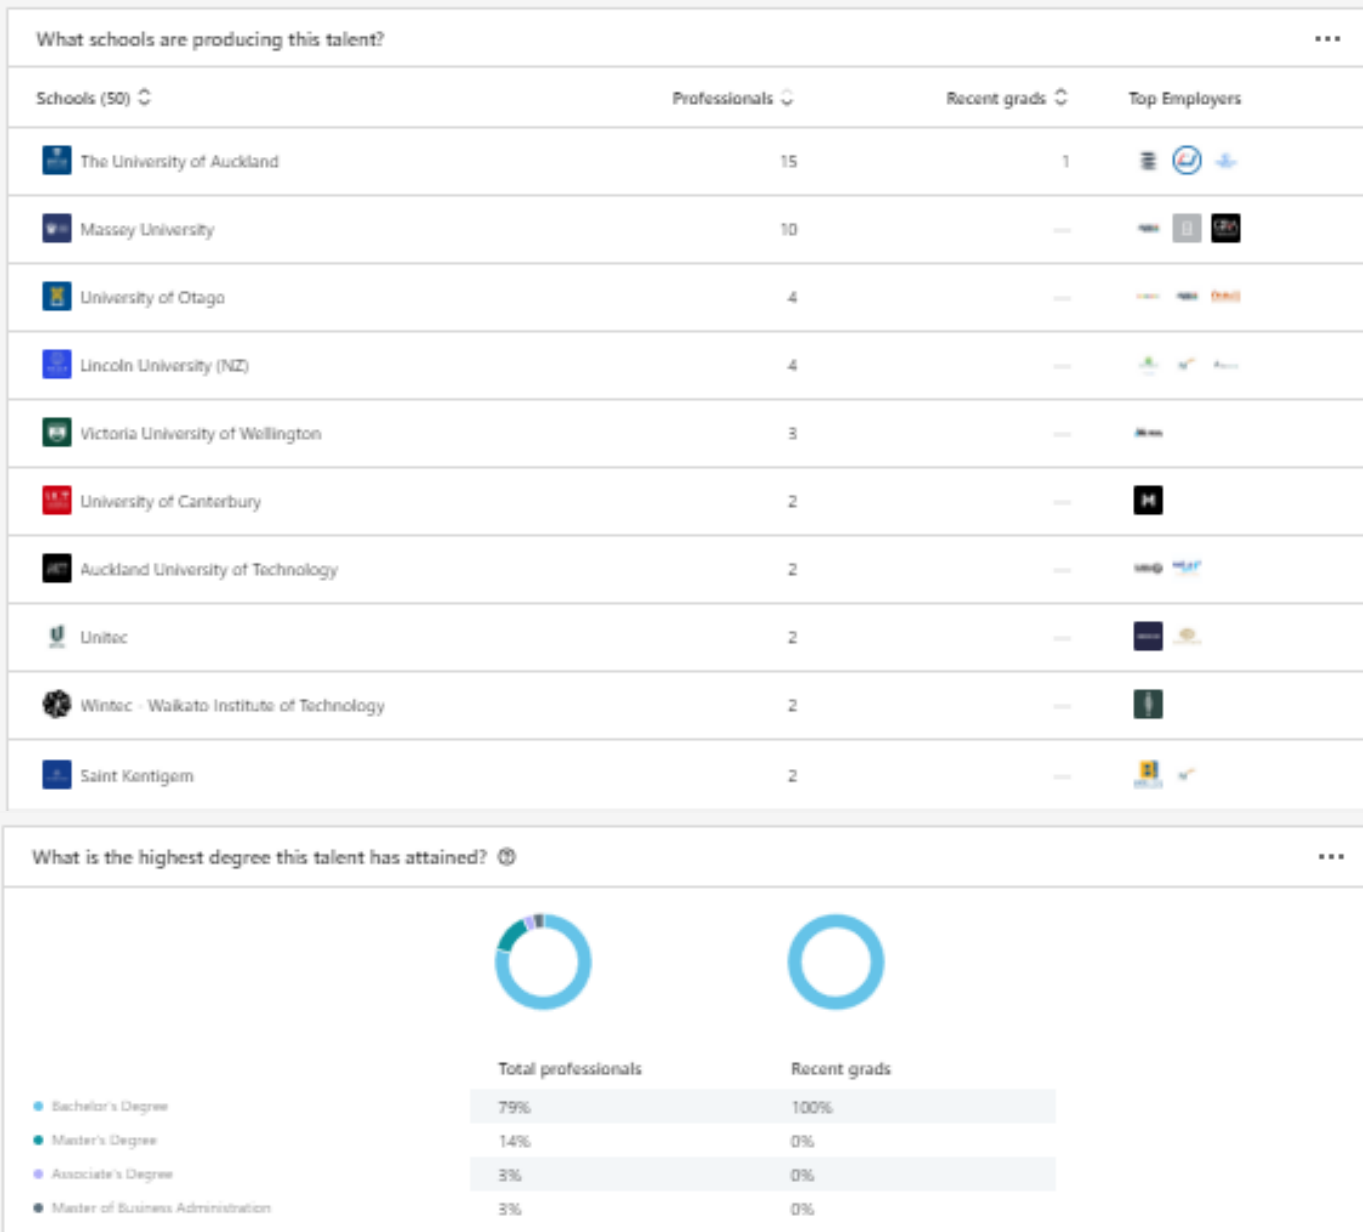 What schools are producing this talent?
Schools (50) Professionals Recent grads Top Employers
The University of Auckland 15 1
Massey University 10 —
University of Otago 4 —
Lincoln University (NZ) 4 —
Victoria University of Wellington 3 —
University of Canterbury 2 —
Auckland University of Technology 2 —
Unitec 2 —
Wintec - Waikato Institute of Technology 2 —
Saint Kentigern 2 —
What is the highest degree this talent has attained?
Total professionals Recent grads
Bachelor's Degree 79% 100%
Master's Degree 14% 0%
Associate's Degree 3% 0%
Master of Business Administration 3% 0%